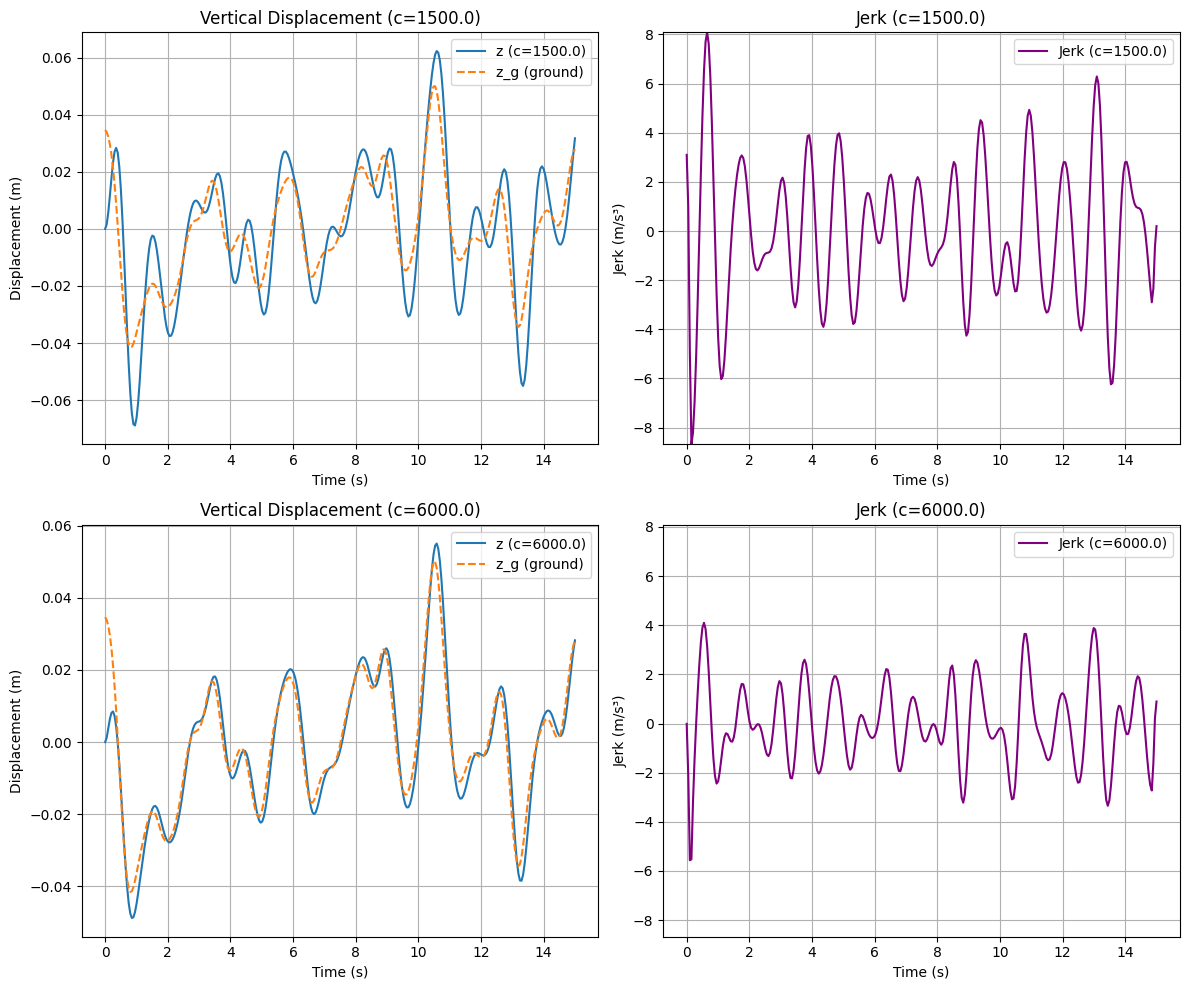 Vertical Displacement (c=1500.0)
Displacement (m)
0.06
0.04
0.02
0.00
−0.02
−0.04
−0.06
z (c=1500.0)
z_g (ground)
0 2 4 6 8 10 12 14
Time (s)
Jerk (c=1500.0)
Jerk (m/s³)
8
6
4
2
0
−2
−4
−6
−8
Jerk (c=1500.0)
0 2 4 6 8 10 12 14
Time (s)
Vertical Displacement (c=6000.0)
Displacement (m)
0.06
0.04
0.02
0.00
−0.02
−0.04
z (c=6000.0)
z_g (ground)
0 2 4 6 8 10 12 14
Time (s)
Jerk (c=6000.0)
Jerk (m/s³)
8
6
4
2
0
−2
−4
−6
−8
Jerk (c=6000.0)
0 2 4 6 8 10 12 14
Time (s)